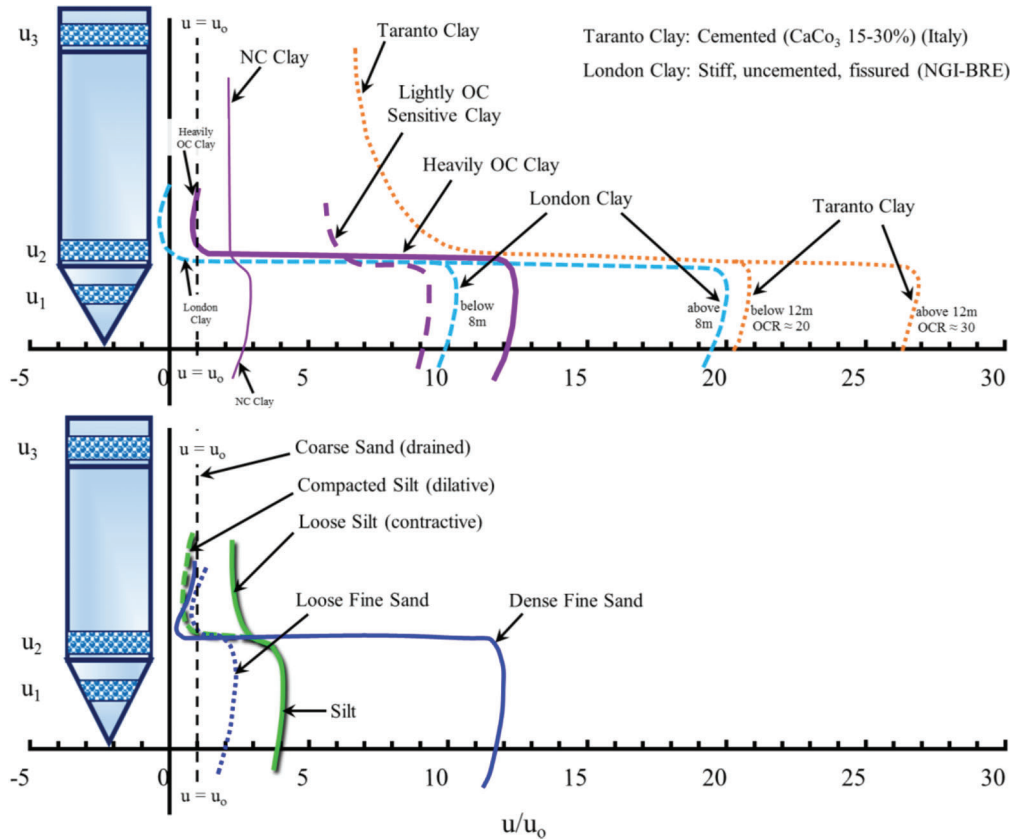 u₃
u₂
u₁
u = uₒ
NC Clay
Taranto Clay
Taranto Clay: Cemented (CaCo₃ 15-30%) (Italy)
London Clay: Stiff, uncemented, fissured (NGI-BRE)
Lightly OC
Sensitive Clay
Heavily
OC Clay
Heavily OC Clay
London Clay
Taranto Clay
London
Clay
below
8m
above
8m
below 12m
OCR ≈ 20
above 12m
OCR ≈ 30
-5 0 5 10 15 20 25 30
u = uₒ
NC Clay
u₃
u₂
u₁
u = uₒ
Coarse Sand (drained)
Compacted Silt (dilative)
Loose Silt (contractive)
Loose Fine Sand
Dense Fine Sand
Silt
-5 0 5 10 15 20 25 30
u = uₒ
u/uₒ